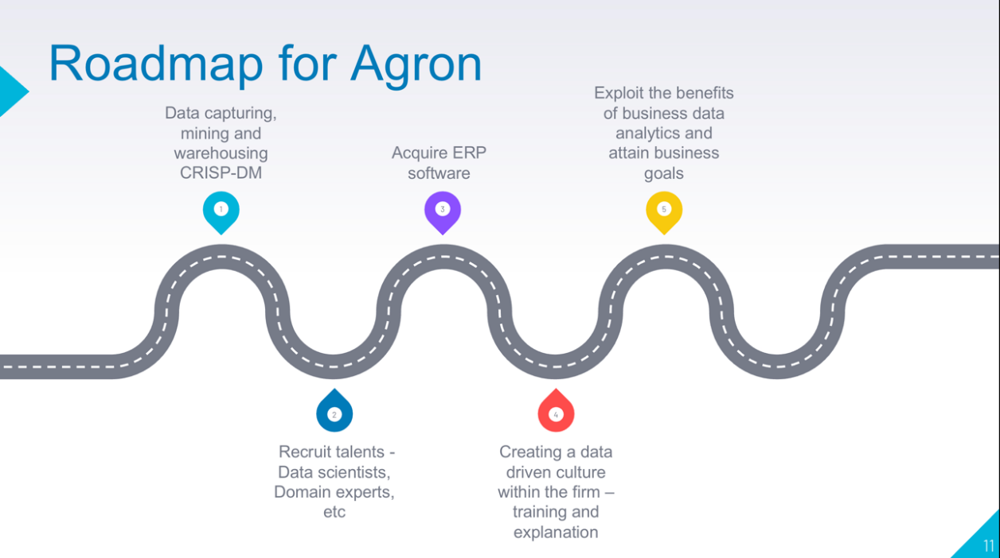 Roadmap for Agron
Data capturing,
mining and
warehousing
CRISP-DM
1
Recruit talents -
Data scientists,
Domain experts,
etc
2
Acquire ERP
software
3
Creating a data
driven culture
within the firm –
training and
explanation
4
Exploit the benefits
of business data
analytics and
attain business
goals
5
11